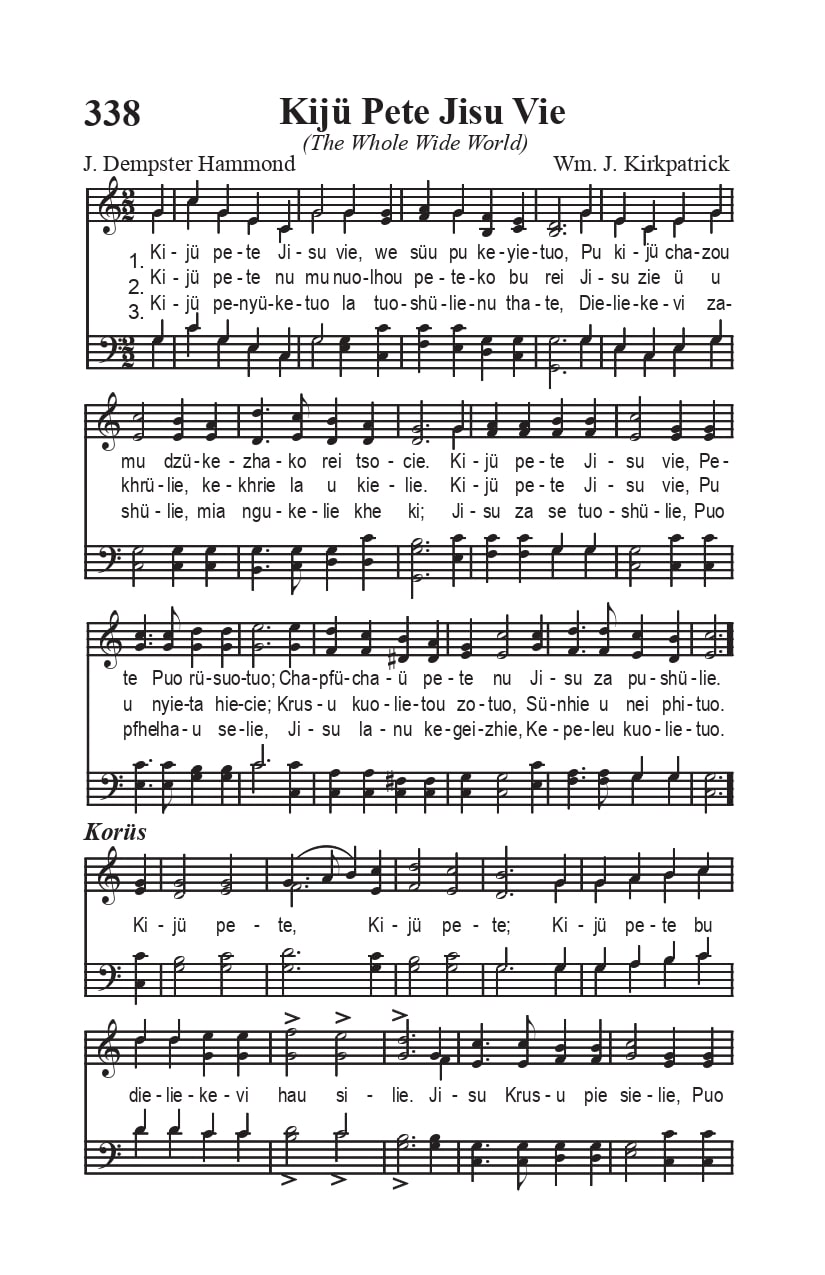 338
Kijü Pete Jisu Vie
(The Whole Wide World)
J. Dempster Hammond Wm. J. Kirkpatrick
1. Ki - jü pe - te Ji - su vie, we süu pu ke-yie-tuo, Pu ki - jü cha-zou
2. Ki - jü pe - te nu mu nuo-lhou pe - te-ko bu rei Ji - su zie ü u
3. Ki - jü pe-nyü-ke-tuo la tuo-shü-lie-nu tha-te, Die-lie-ke-vi za-
mu dzü-ke-zha-ko rei tso-cie. Ki-jü pe-te Ji - su vie, Pe-
khrü-lie, ke-khrie la u kie-lie. Ki-jü pe-te Ji - su vie, Pu
shü-lie, mia ngu-ke-lie khe ki; Ji-su za se tuo-shü-lie, Puo
te Puo rü-suo-tuo; Cha-pfü-cha-ü pe-te nu Ji-su za pu-shü-lie.
u nyie-ta hie-cie; Krus-u kuo-lie-tou zo-tuo, Sü-nhie u nei phi-tuo.
pfhelha-u se-lie, Ji-su la-nu ke-gei-zhie, Ke-pe-leu kuo-lie-tuo.
Korüs
Ki-jü pe-te, Ki-jü pe-te; Ki-jü pe-te bu
die-lie-ke-vi hau si-lie. Ji-su Krus-u pie sie-lie, Puo